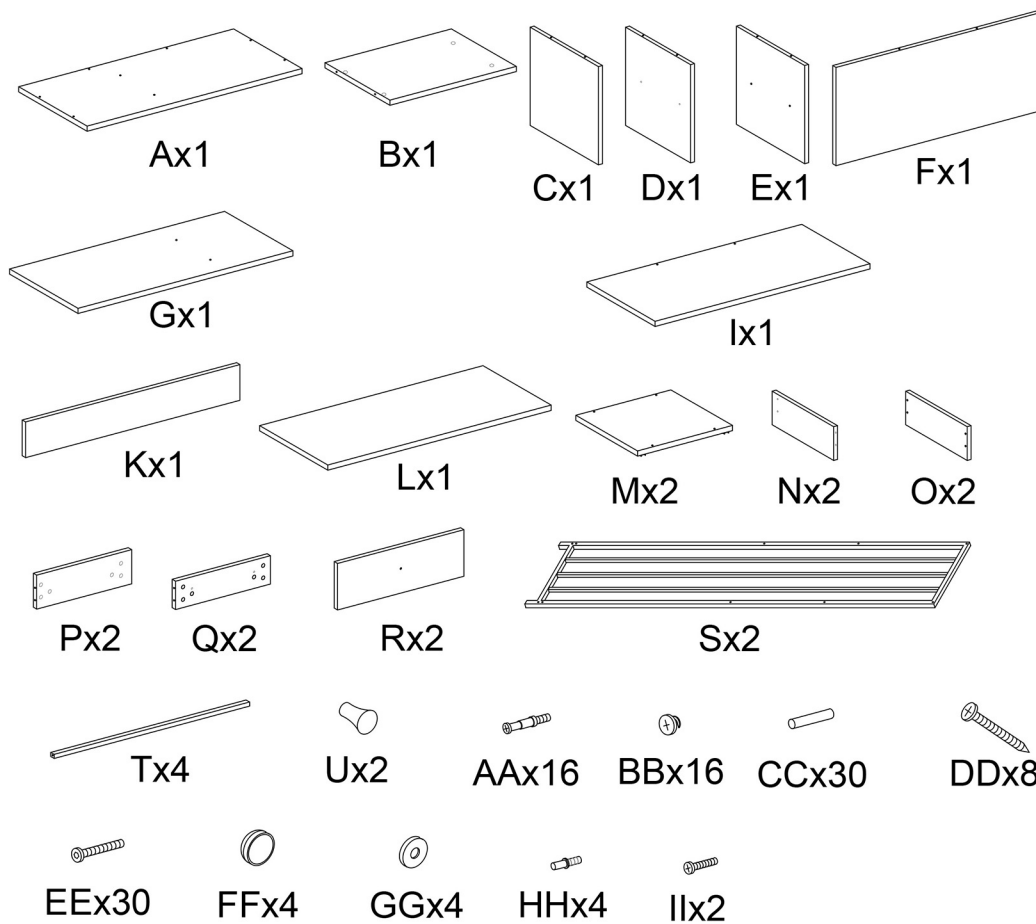 Ax1
Bx1
Cx1
Dx1
Ex1
Fx1
Gx1
Ix1
Kx1
Lx1
Mx2
Nx2
Ox2
Px2
Qx2
Rx2
Sx2
Tx4
Ux2
AAx16
BBx16
CCx30
DDx8
EEx30
FFx4
GGx4
HHx4
IIx2